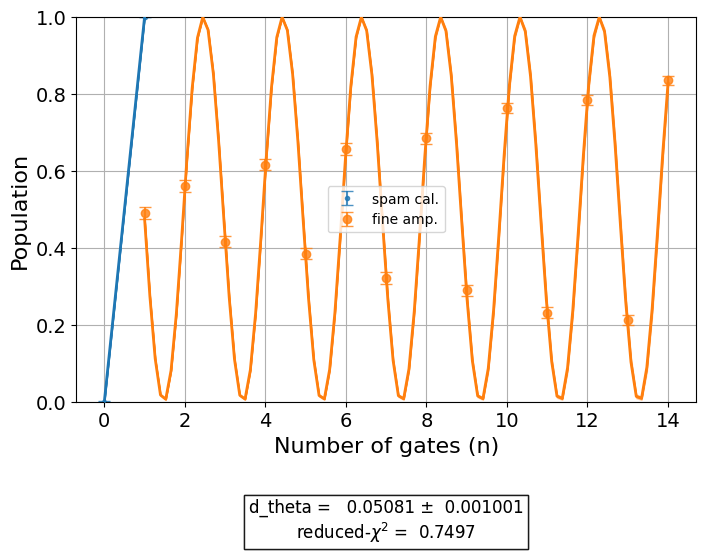 1.0
0.8
0.6
0.4
0.2
0.0
Population
spam cal.
fine amp.
0 2 4 6 8 10 12 14
Number of gates (n)
d_theta = 0.05081 ± 0.001001
reduced-χ² = 0.7497